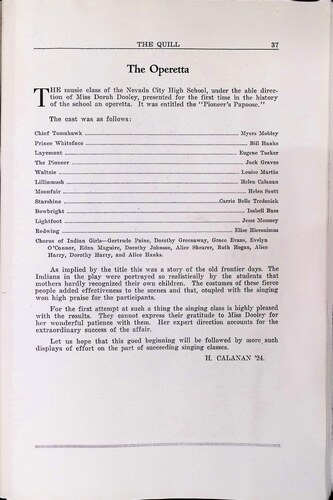 THE QUILL 37
The Operetta
THE music class of the Nevada City High School, under the able direc-
tion of Miss Dorah Dooley, presented for the first time in the history
of the school an operetta. It was entitled the "Pioneer's Papoose."
The cast was as follows:
Chief Tomahawk Myers Mobley
Prince Whiteface Bill Hanks
Layemout Eugene Tucker
The Pioneer Jack Graves
Waltzie Louise Martin
Lilliemush Helen Calanan
Moonfair Helen Scott
Starshine Carrie Belle Tredenick
Bowbright Isabell Buss
Lightfoot Jesse Mooney
Redwing Elise Hieronimus
Chorus of Indian Girls—Gertrude Paine, Dorothy Greenaway, Grace Evans, Evelyn
O'Connor, Edna Maguire, Dorothy Johnson, Alice Shearer, Ruth Hegan, Alice
Harry, Dorothy Harry, and Alice Hanks.
As implied by the title this was a story of the old frontier days. The
Indians in the play were portrayed so realistically by the students that
mothers hardly recognized their own children. The costumes of these fierce
people added effectiveness to the scenes and that, coupled with the singing
won high praise for the participants.
For the first attempt at such a thing the singing class is highly pleased
with the results. They cannot express their gratitude to Miss Dooley for
her wonderful patience with them. Her expert direction accounts for the
extraordinary success of the affair.
Let us hope that this good beginning will be followed by more such
displays of effort on the part of succeeding singing classes.
H. CALANAN '24.